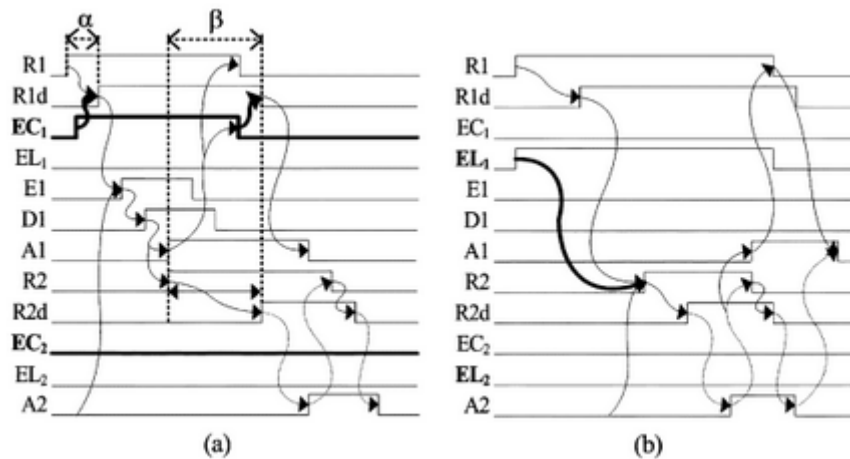 α β
R1 R1
R1d R1d
EC₁ EC₁
EL₁ EL₁
E1 E1
D1 D1
A1 A1
R2 R2
R2d R2d
EC₂ EC₂
EL₂ EL₂
A2 A2
(a) (b)